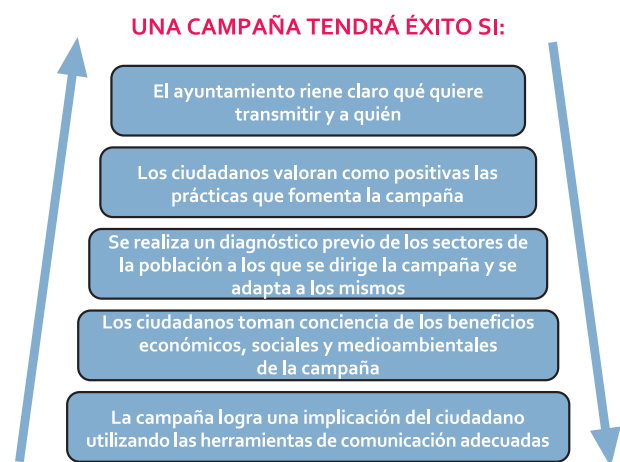 UNA CAMPAÑA TENDRÁ ÉXITO SI:
El ayuntamiento riene claro qué quiere
transmitir y a quién
Los ciudadanos valoran como positivas las
prácticas que fomenta la campaña
Se realiza un diagnóstico previo de los sectores de
la población a los que se dirige la campaña y se
adapta a los mismos
Los ciudadanos toman conciencia de los beneficios
económicos, sociales y medioambientales
de la campaña
La campaña logra una implicación del ciudadano
utilizando las herramientas de comunicación adecuadas